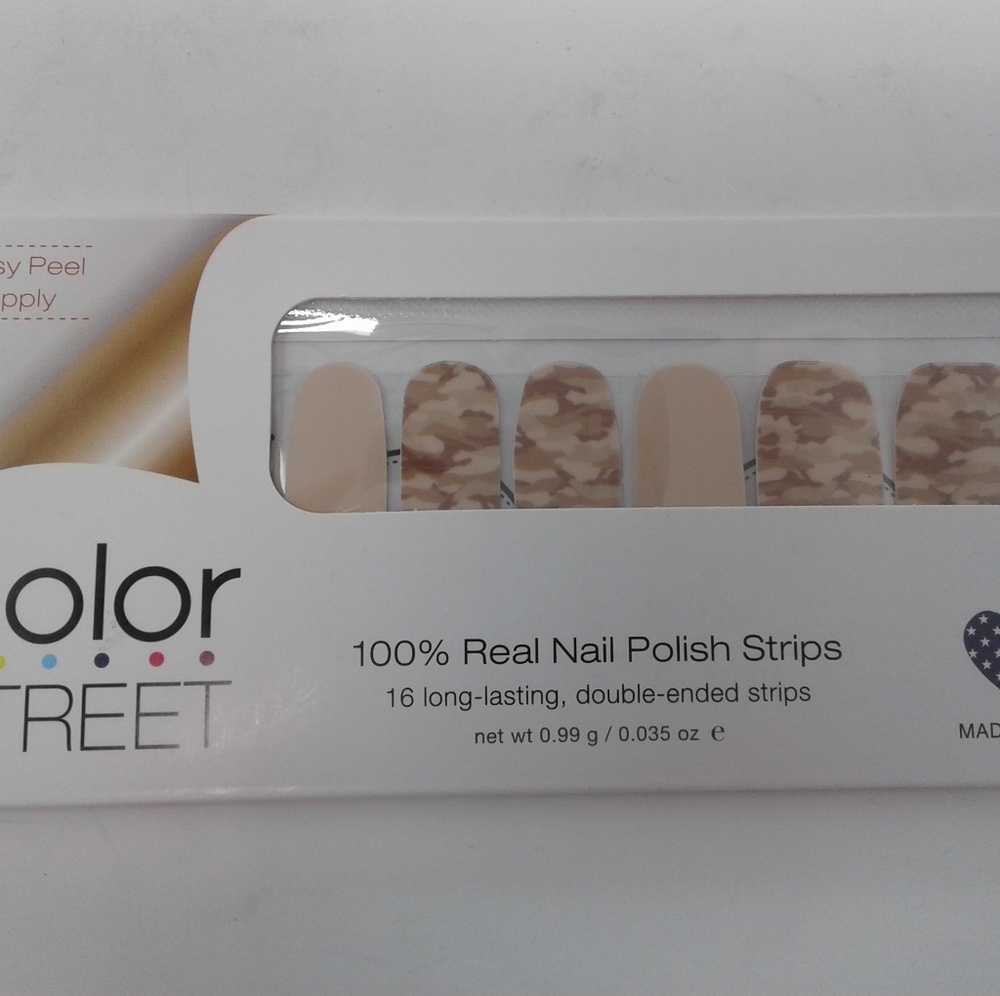 sy Peel
pply
olor
TREET
100% Real Nail Polish Strips
16 long-lasting, double-ended strips
net wt 0.99 g / 0.035 oz ℮
MAD